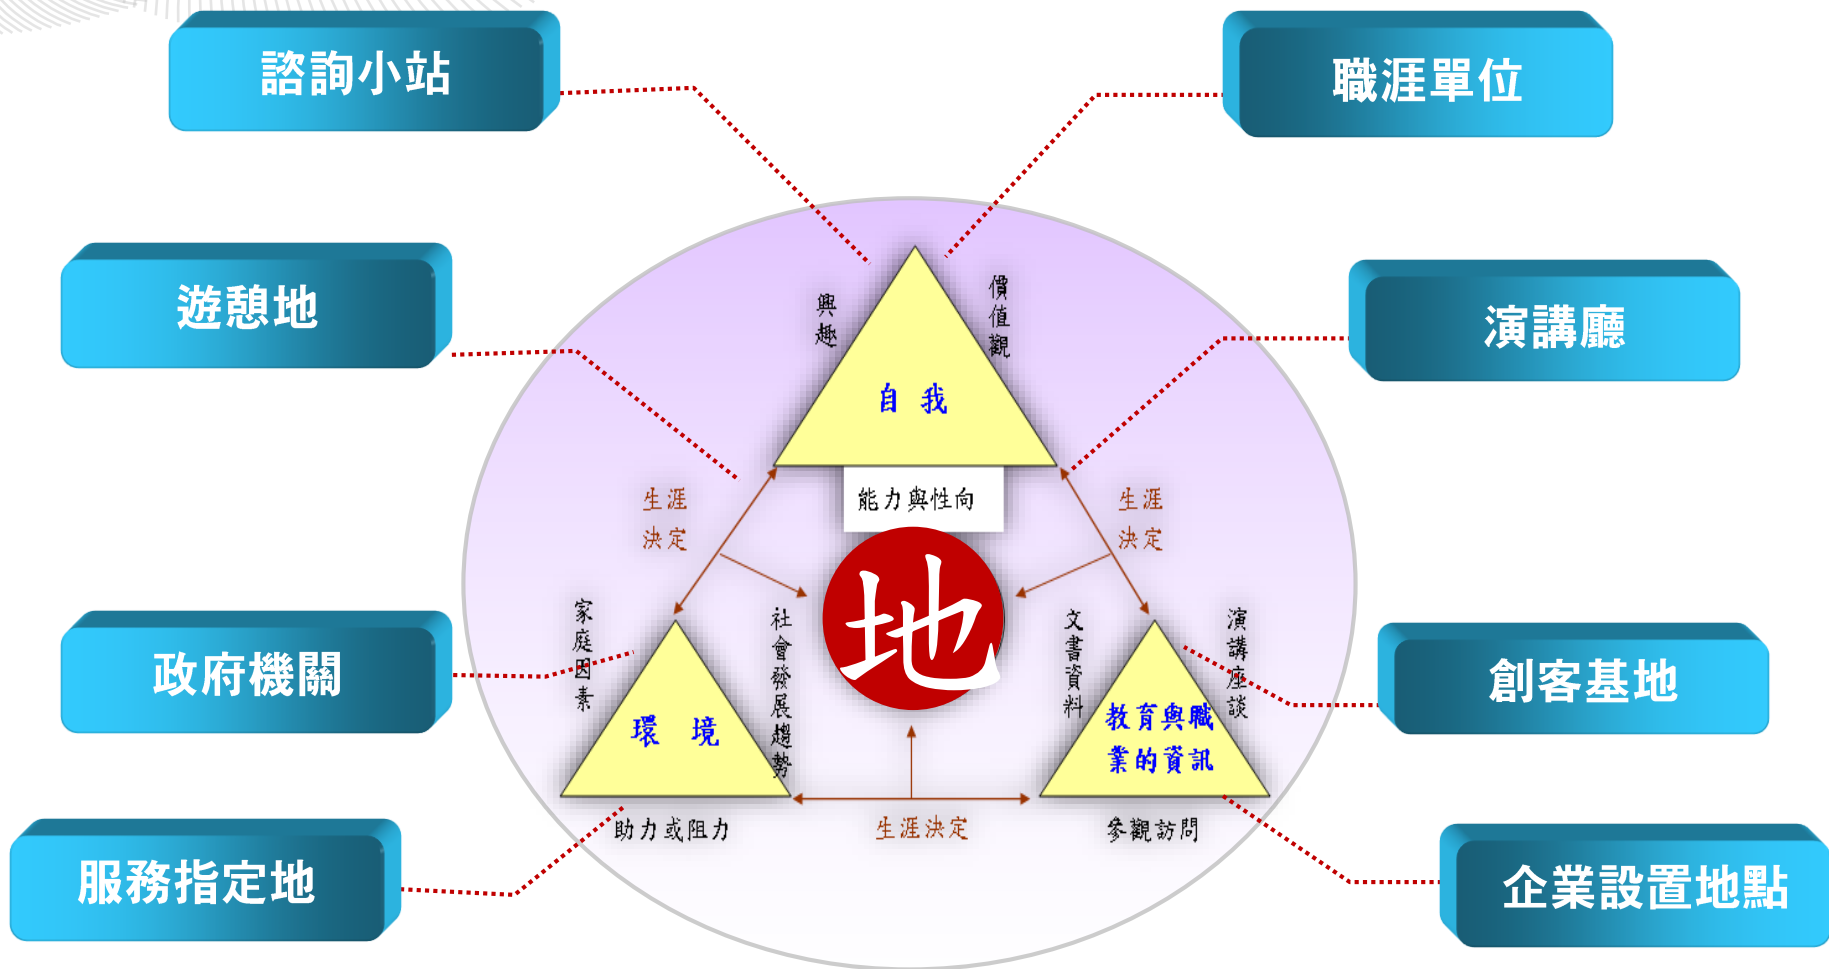 諮詢小站
職涯單位
遊憩地
演講廳
興趣
價值觀
自 我
能力與性向
生涯
決定
生涯
決定
地
家庭因素
社會發展趨勢
文書資料
演講座談
政府機關
創客基地
環 境
教育與職
業的資訊
助力或阻力
生涯決定
參觀訪問
服務指定地
企業設置地點